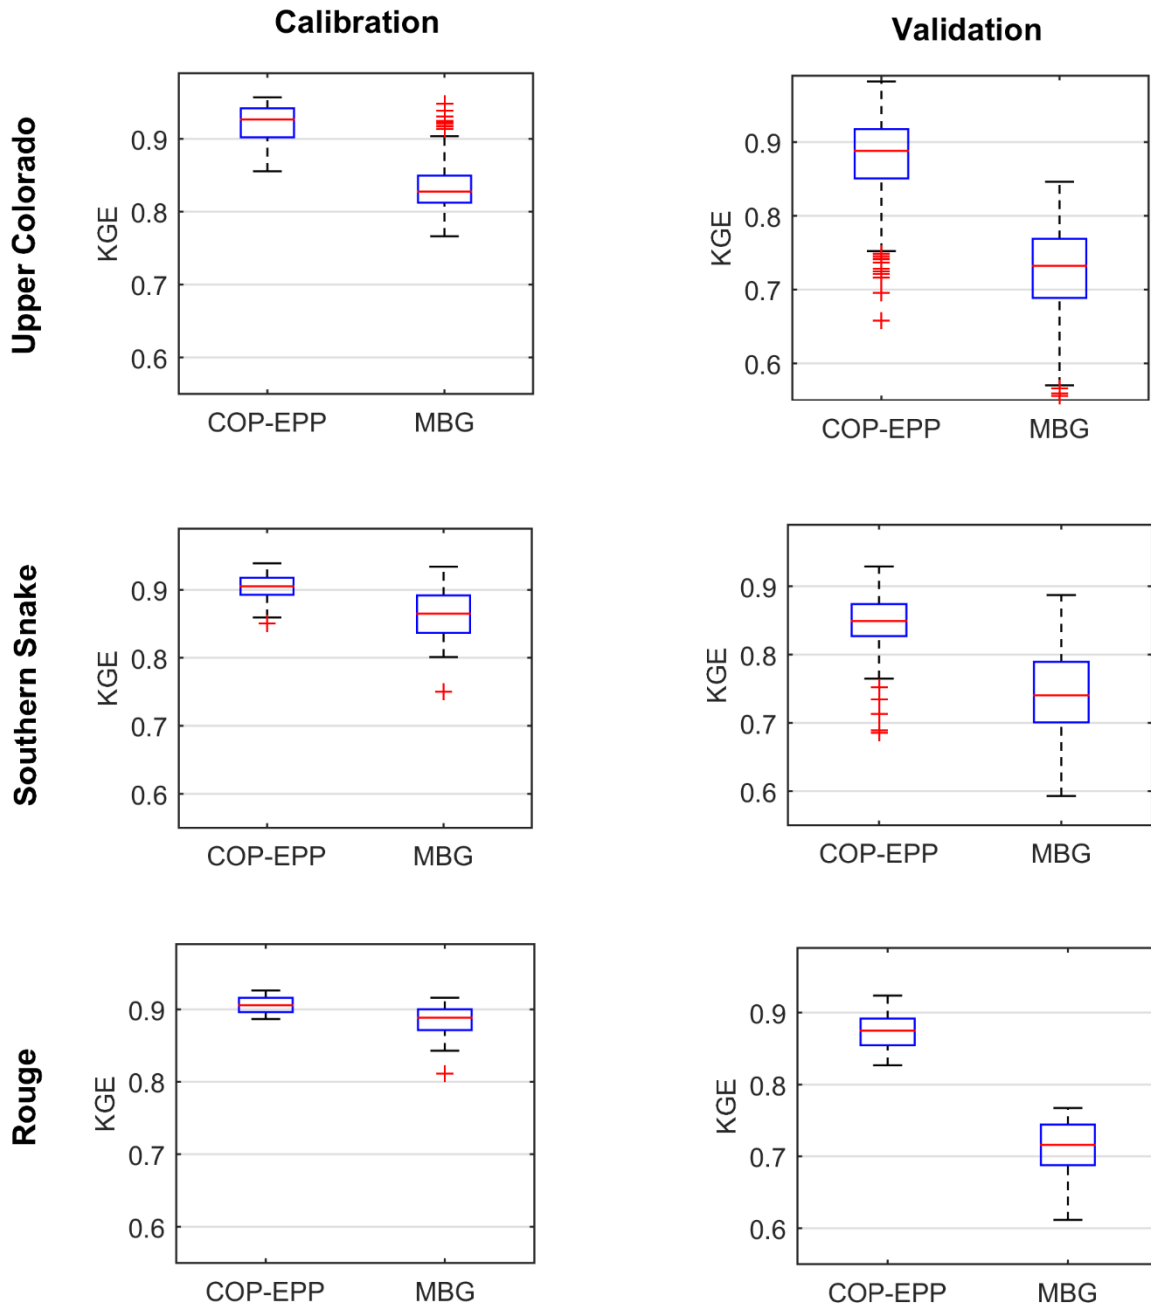 Calibration
Validation
Upper Colorado
KGE
0.9
0.8
0.7
0.6
COP-EPP
MBG
KGE
0.9
0.8
0.7
0.6
COP-EPP
MBG
Southern Snake
KGE
0.9
0.8
0.7
0.6
COP-EPP
MBG
KGE
0.9
0.8
0.7
0.6
COP-EPP
MBG
Rouge
KGE
0.9
0.8
0.7
0.6
COP-EPP
MBG
KGE
0.9
0.8
0.7
0.6
COP-EPP
MBG